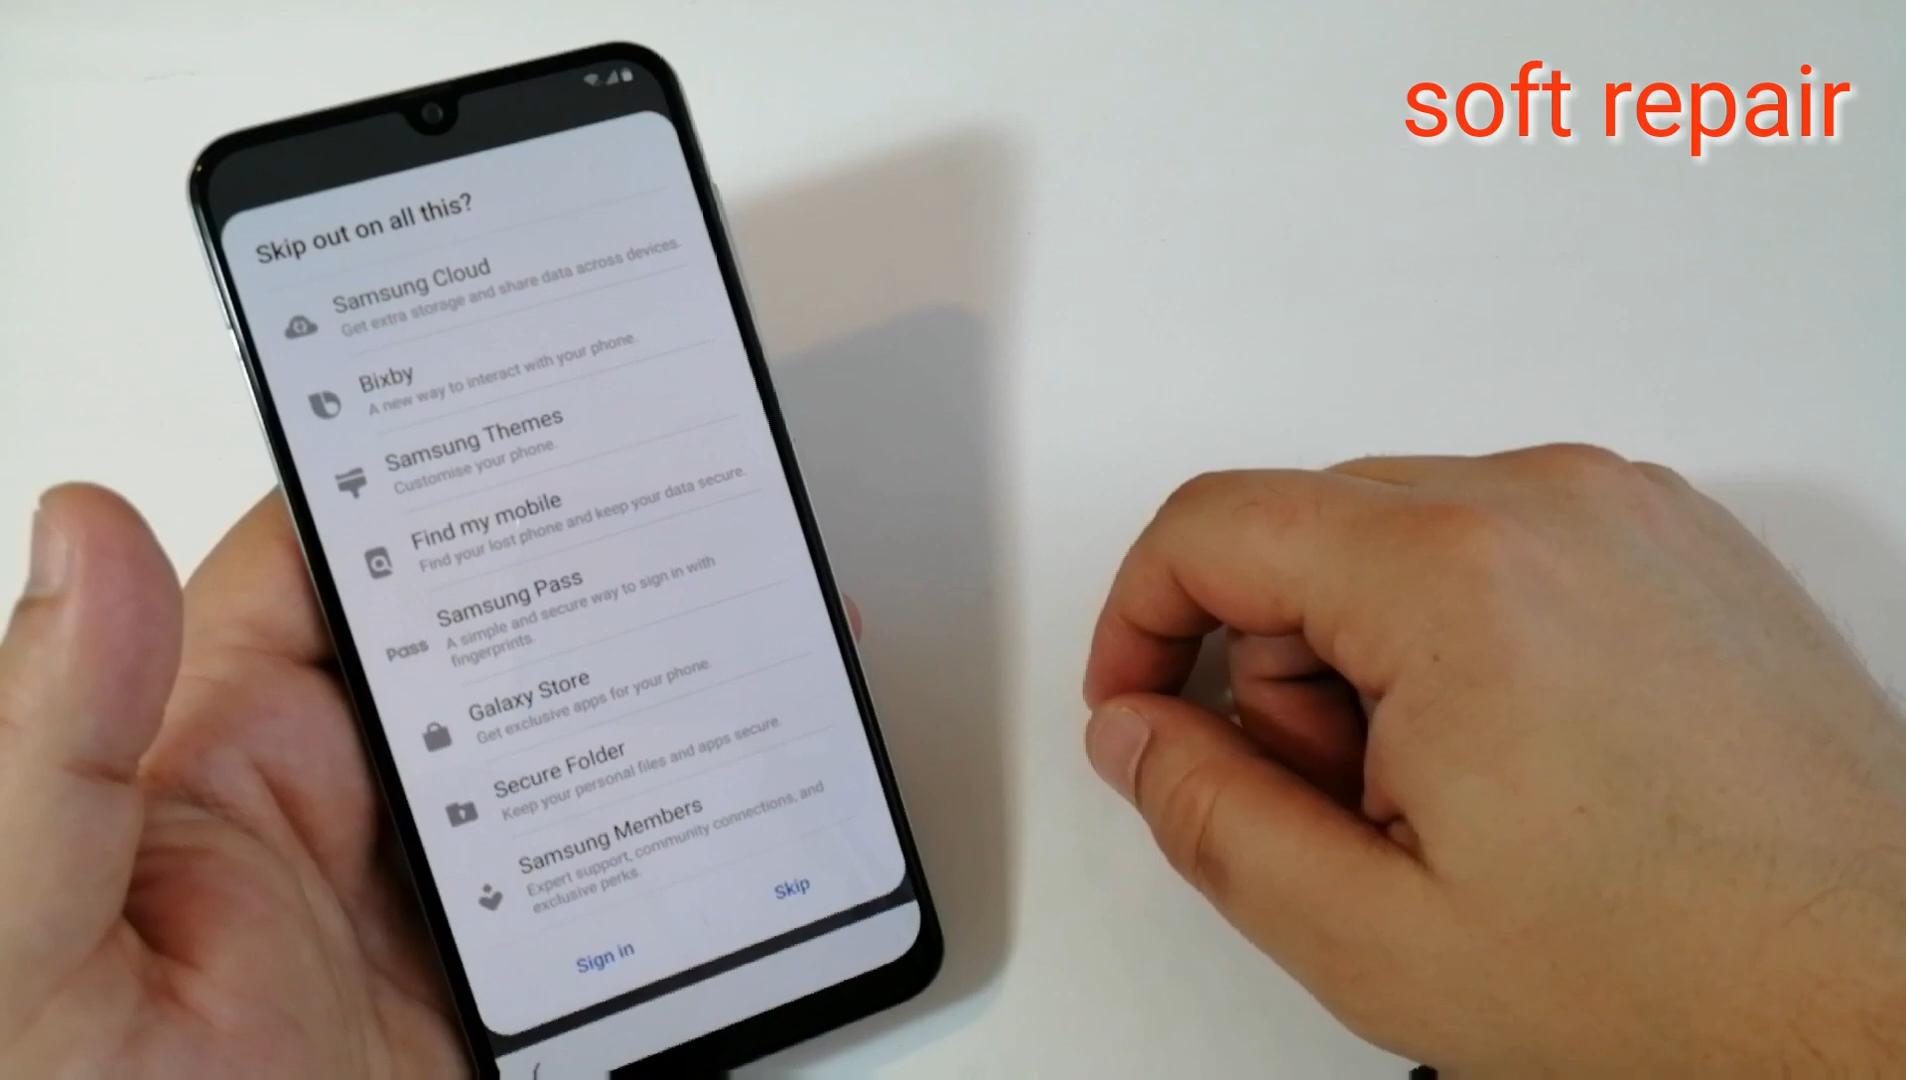 soft repair
Skip out on all this?
Samsung Cloud
Get extra storage and share data across devices.
Bixby
A new way to interact with your phone.
Samsung Themes
Customise your phone.
Find my mobile
Find your lost phone and keep your data secure.
Pass
Samsung Pass
A simple and secure way to sign in with
fingerprints.
Galaxy Store
Get exclusive apps for your phone.
Secure Folder
Keep your personal files and apps secure.
Samsung Members
Expert support, community connections, and
exclusive perks.
Sign in
Skip